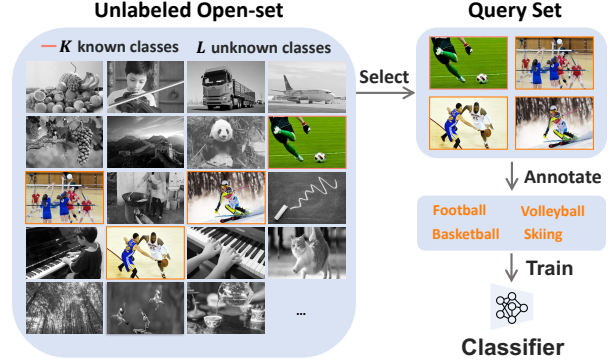 Unlabeled Open-set
K known classes L unknown classes
...
Select
Query Set
Annotate
Football Volleyball
Basketball Skiing
Train
Classifier